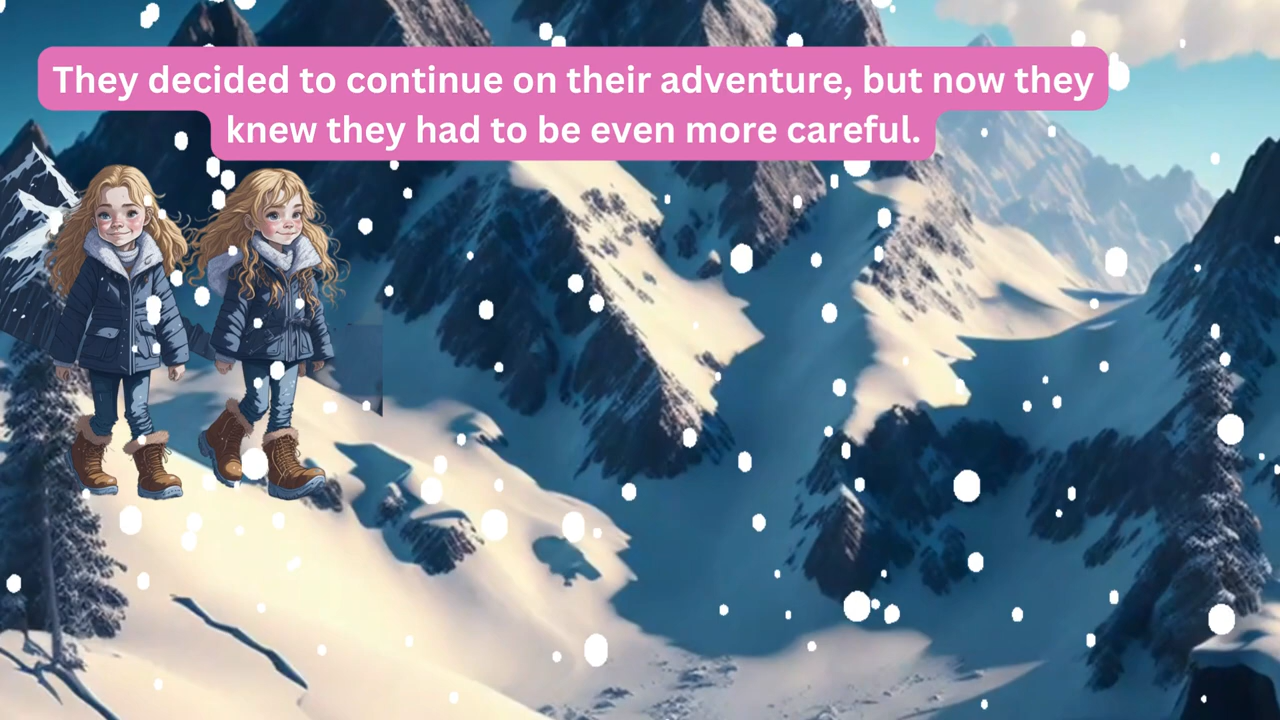 They decided to continue on their adventure, but now they
knew they had to be even more careful.